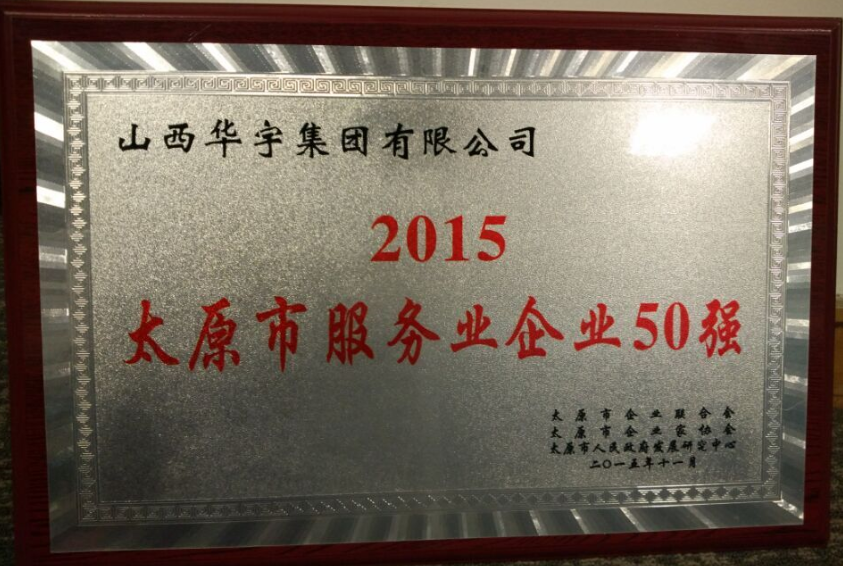 山西华宇集团有限公司
2015
太原市服务业企业50强
太原市企业联合会
太原市企业家协会
太原市人民政府发展研究中心
二〇一五年十一月